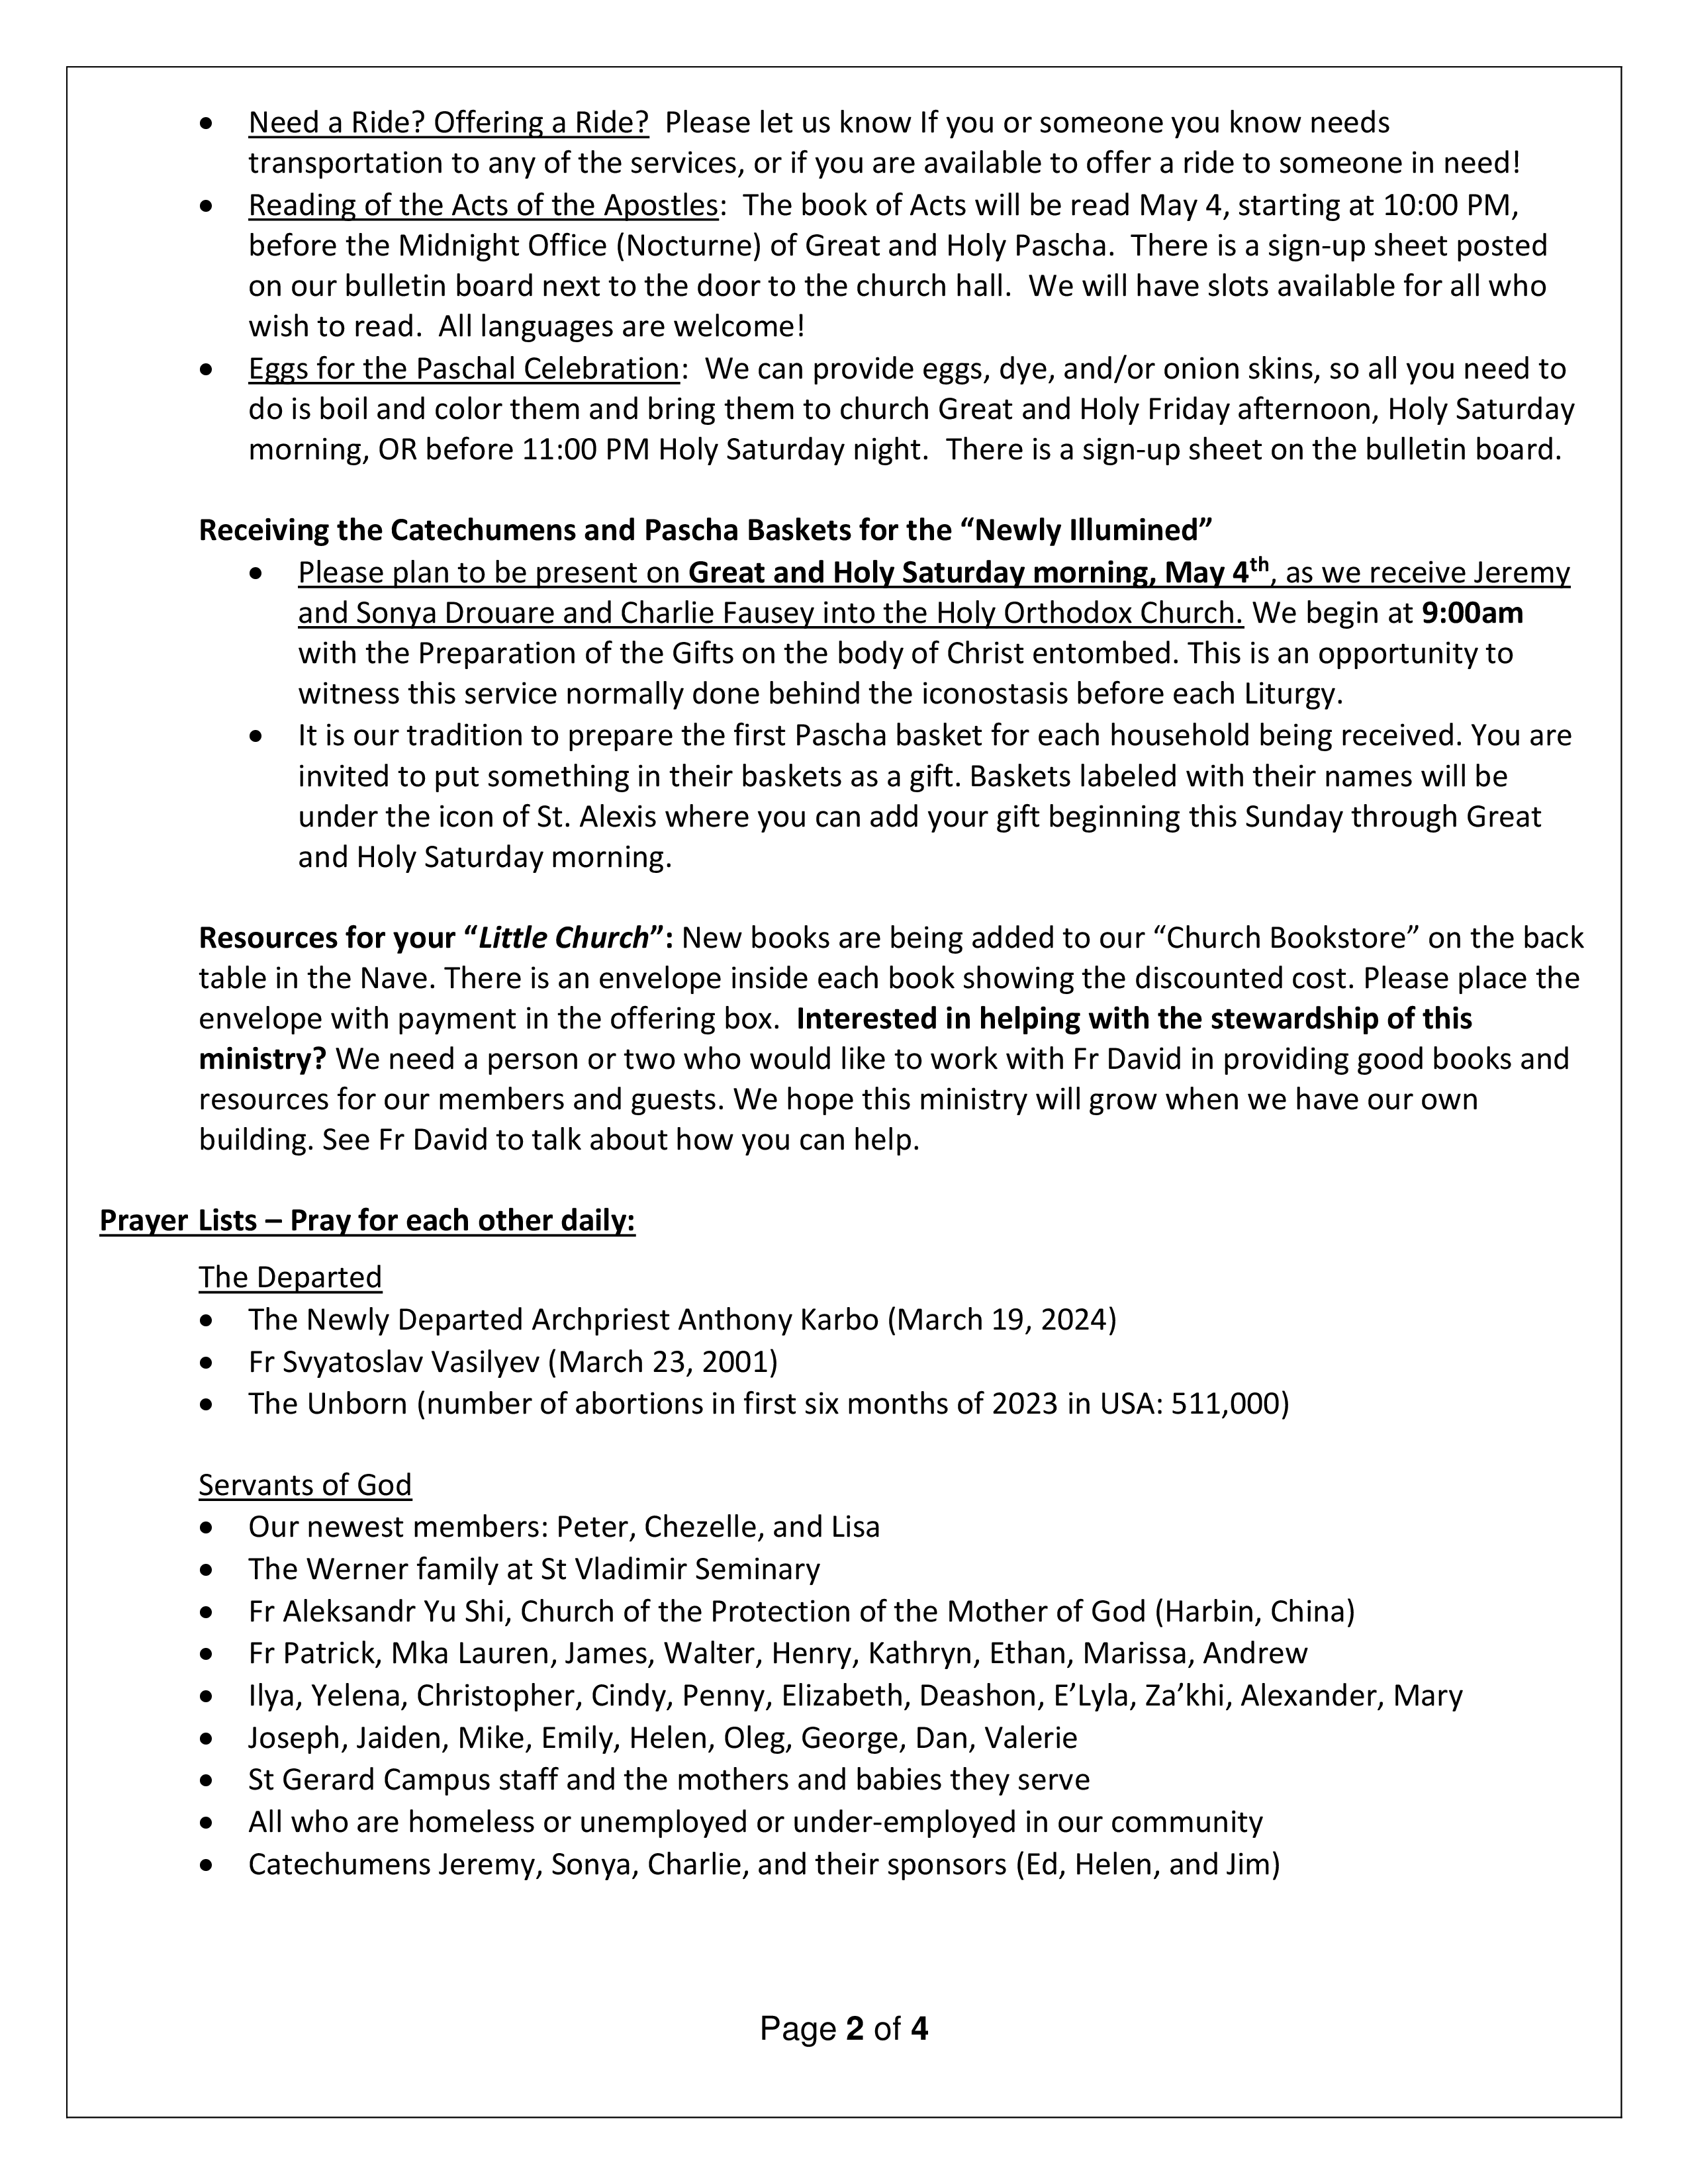 • Need a Ride? Offering a Ride?  Please let us know If you or someone you know needs
transportation to any of the services, or if you are available to offer a ride to someone in need!
• Reading of the Acts of the Apostles:  The book of Acts will be read May 4, starting at 10:00 PM,
before the Midnight Office (Nocturne) of Great and Holy Pascha.  There is a sign-up sheet posted
on our bulletin board next to the door to the church hall.  We will have slots available for all who
wish to read.  All languages are welcome!
• Eggs for the Paschal Celebration:  We can provide eggs, dye, and/or onion skins, so all you need to
do is boil and color them and bring them to church Great and Holy Friday afternoon, Holy Saturday
morning, OR before 11:00 PM Holy Saturday night.  There is a sign-up sheet on the bulletin board.
Receiving the Catechumens and Pascha Baskets for the “Newly Illumined”
• Please plan to be present on Great and Holy Saturday morning, May 4th, as we receive Jeremy
and Sonya Drouare and Charlie Fausey into the Holy Orthodox Church. We begin at 9:00am
with the Preparation of the Gifts on the body of Christ entombed. This is an opportunity to
witness this service normally done behind the iconostasis before each Liturgy.
• It is our tradition to prepare the first Pascha basket for each household being received. You are
invited to put something in their baskets as a gift. Baskets labeled with their names will be
under the icon of St. Alexis where you can add your gift beginning this Sunday through Great
and Holy Saturday morning.
Resources for your “Little Church”: New books are being added to our “Church Bookstore” on the back
table in the Nave. There is an envelope inside each book showing the discounted cost. Please place the
envelope with payment in the offering box.  Interested in helping with the stewardship of this
ministry? We need a person or two who would like to work with Fr David in providing good books and
resources for our members and guests. We hope this ministry will grow when we have our own
building. See Fr David to talk about how you can help.
Prayer Lists – Pray for each other daily:
The Departed
• The Newly Departed Archpriest Anthony Karbo (March 19, 2024)
• Fr Svyatoslav Vasilyev (March 23, 2001)
• The Unborn (number of abortions in first six months of 2023 in USA: 511,000)
Servants of God
• Our newest members: Peter, Chezelle, and Lisa
• The Werner family at St Vladimir Seminary
• Fr Aleksandr Yu Shi, Church of the Protection of the Mother of God (Harbin, China)
• Fr Patrick, Mka Lauren, James, Walter, Henry, Kathryn, Ethan, Marissa, Andrew
• Ilya, Yelena, Christopher, Cindy, Penny, Elizabeth, Deashon, E’Lyla, Za’khi, Alexander, Mary
• Joseph, Jaiden, Mike, Emily, Helen, Oleg, George, Dan, Valerie
• St Gerard Campus staff and the mothers and babies they serve
• All who are homeless or unemployed or under-employed in our community
• Catechumens Jeremy, Sonya, Charlie, and their sponsors (Ed, Helen, and Jim)
Page 2 of 4